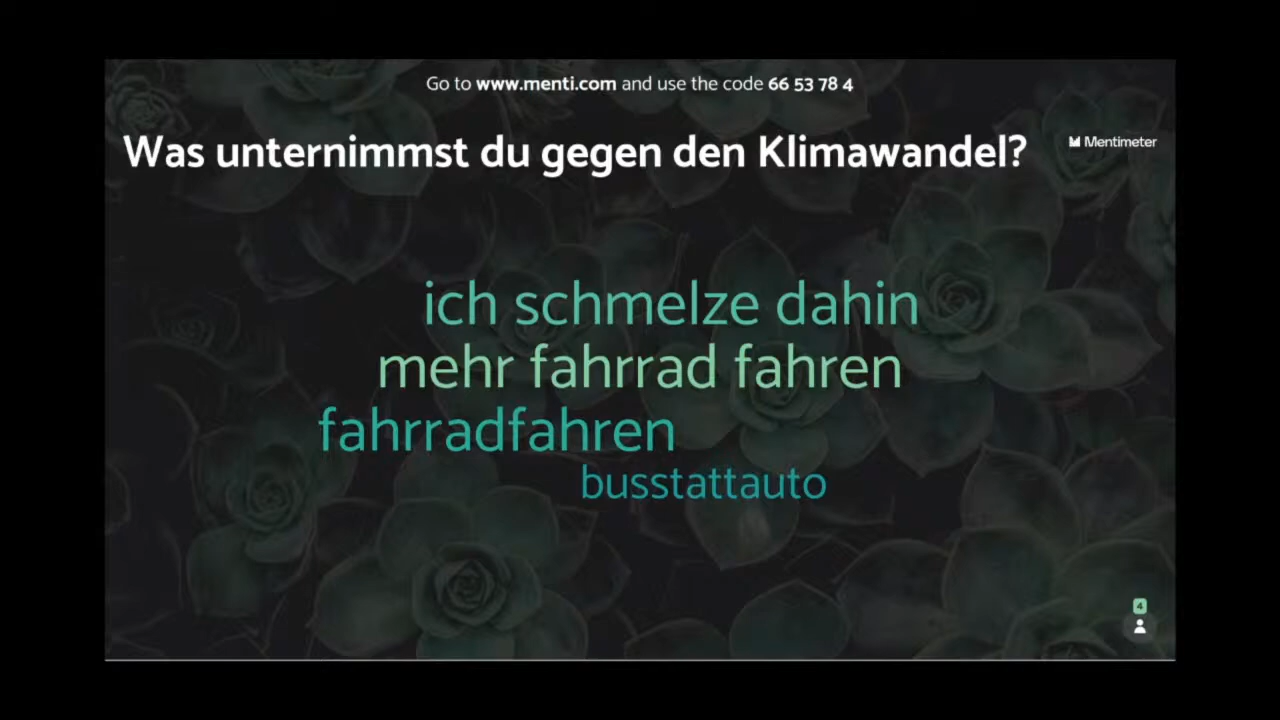 Go to www.menti.com and use the code 66 53 78 4
Was unternimmst du gegen den Klimawandel?
Mentimeter
ich schmelze dahin
mehr fahrrad fahren
fahrradfahren
busstattauto
4